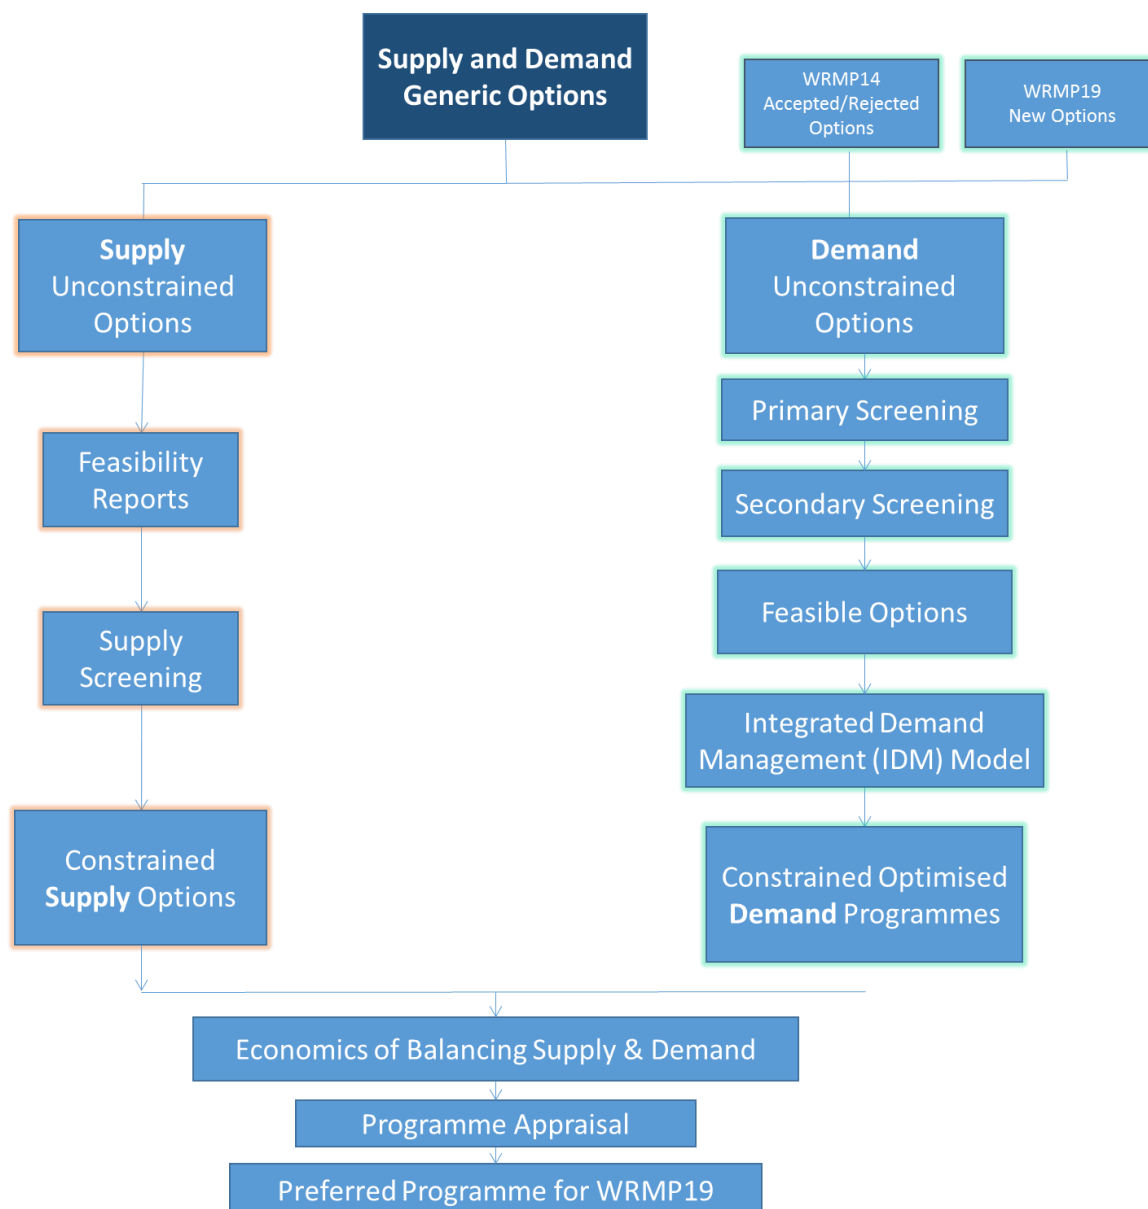 Supply and Demand
Generic Options
WRMP14
Accepted/Rejected
Options
WRMP19
New Options
Supply
Unconstrained
Options
Demand
Unconstrained
Options
Primary Screening
Feasibility
Reports
Secondary Screening
Feasible Options
Supply
Screening
Integrated Demand
Management (IDM) Model
Constrained
Supply Options
Constrained Optimised
Demand Programmes
Economics of Balancing Supply & Demand
Programme Appraisal
Preferred Programme for WRMP19